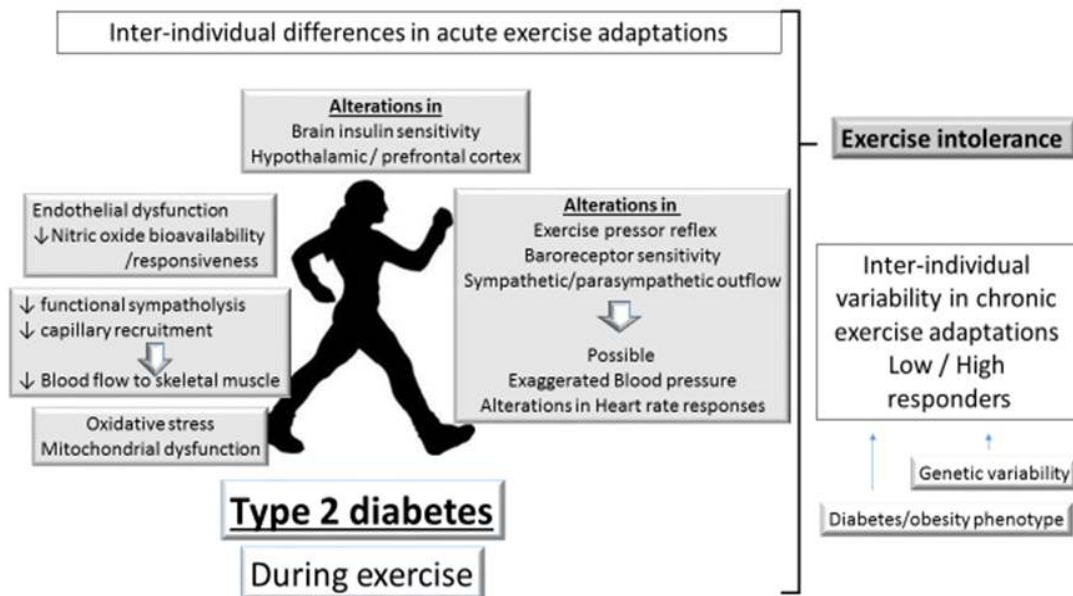 Inter-individual differences in acute exercise adaptations
Alterations in
Brain insulin sensitivity
Hypothalamic / prefrontal cortex
Endothelial dysfunction
↓ Nitric oxide bioavailability
/responsiveness
↓ functional sympatholysis
↓ capillary recruitment
↓ Blood flow to skeletal muscle
Oxidative stress
Mitochondrial dysfunction
Alterations in
Exercise pressor reflex
Baroreceptor sensitivity
Sympathetic/parasympathetic outflow
Possible
Exaggerated Blood pressure
Alterations in Heart rate responses
Type 2 diabetes
During exercise
Exercise intolerance
Inter-individual
variability in chronic
exercise adaptations
Low / High
responders
Genetic variability
Diabetes/obesity phenotype